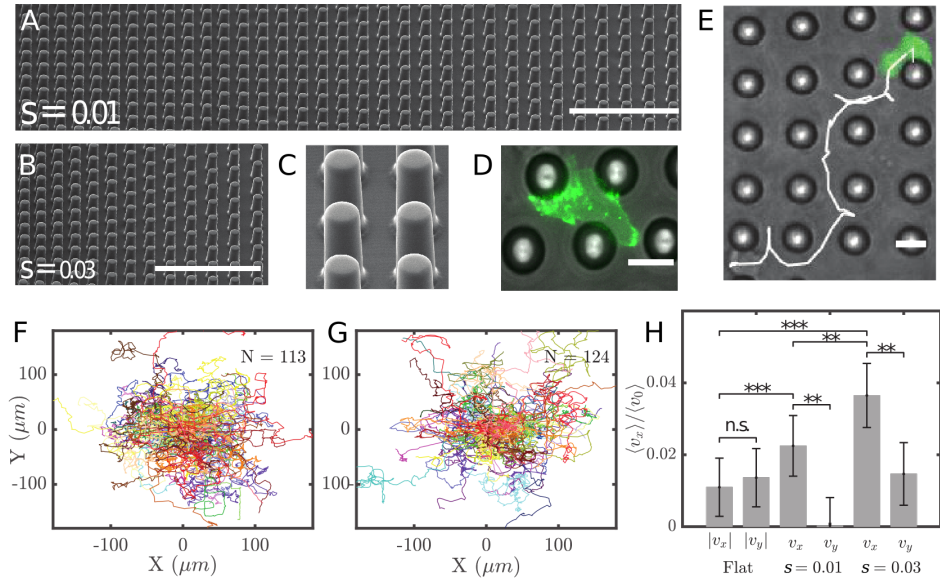 A
S=0.01
B
S=0.03
C
D
E
F
N = 113
Y (μm)
100
0
-100
-100
0
100
X (μm)
G
N = 124
100
0
-100
-100
0
100
X (μm)
H
***
**
***
**
**
n.s.
⟨v_x⟩/⟨v_0⟩
0.04
0.02
0
|v_x| |v_y| v_x v_y v_x v_y
Flat s = 0.01 s = 0.03